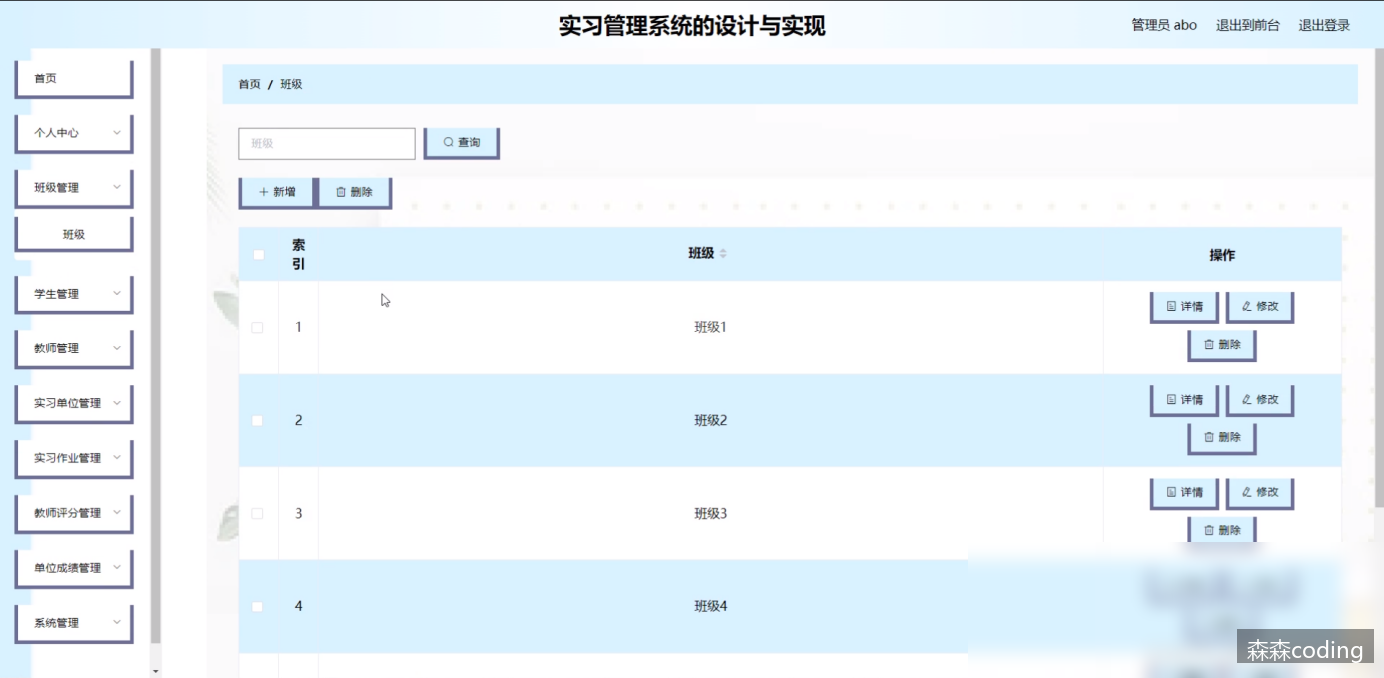 实习管理系统的设计与实现
管理员 abo 退出到前台 退出登录
首页
个人中心
班级管理
班级
学生管理
教师管理
实习单位管理
实习作业管理
教师评分管理
单位成绩管理
系统管理
首页 / 班级
班级 查询
新增 删除
索引 班级 操作
1 班级1 详情 修改
删除
2 班级2 详情 修改
删除
3 班级3 详情 修改
删除
4 班级4
森森coding